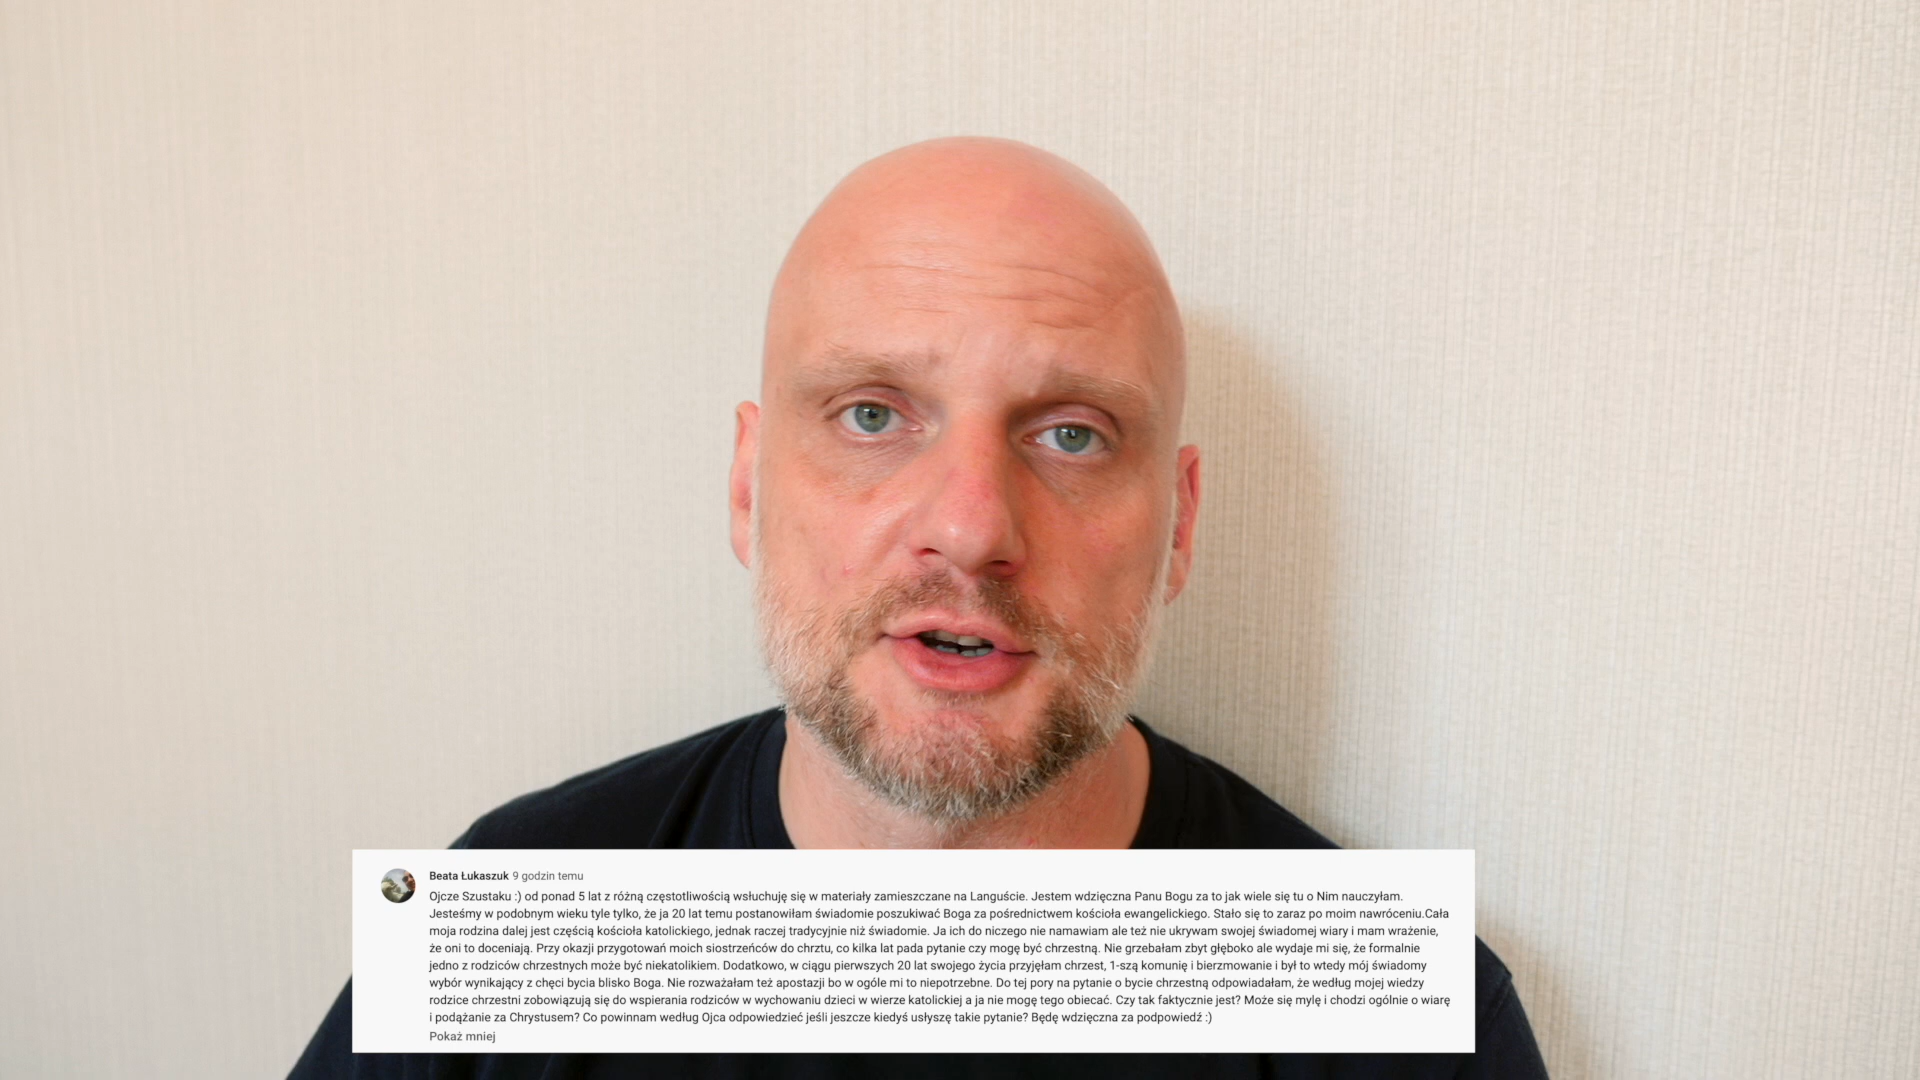 Beata Łukaszuk 9 godzin temu
Ojcze Szustaku :) od ponad 5 lat z różną częstotliwością wsłuchuję się w materiały zamieszczane na Languście. Jestem wdzięczna Panu Bogu za to jak wiele się tu o Nim nauczyłam.
Jesteśmy w podobnym wieku tyle tylko, że ja 20 lat temu postanowiłam świadomie poszukiwać Boga za pośrednictwem kościoła ewangelickiego. Stało się to zaraz po moim nawróceniu.Cała
moja rodzina dalej jest częścią kościoła katolickiego, jednak raczej tradycyjnie niż świadomie. Ja ich do niczego nie namawiam ale też nie ukrywam swojej świadomej wiary i mam wrażenie,
że oni to doceniają. Przy okazji przygotowań moich siostrzeńców do chrztu, co kilka lat pada pytanie czy mogę być chrzestną. Nie grzebałam zbyt głęboko ale wydaje mi się, że formalnie
jedno z rodziców chrzestnych może być niekatolikiem. Dodatkowo, w ciągu pierwszych 20 lat swojego życia przyjęłam chrzest, 1-szą komunię i bierzmowanie i był to wtedy mój świadomy
wybór wynikający z chęci bycia blisko Boga. Nie rozważałam też apostazji bo w ogóle mi to niepotrzebne. Do tej pory na pytanie o bycie chrzestną odpowiadałam, że według mojej wiedzy
rodzice chrzestni zobowiązują się do wspierania rodziców w wychowaniu dzieci w wierze katolickiej a ja nie mogę tego obiecać. Czy tak faktycznie jest? Może się mylę i chodzi ogólnie o wiarę
i podążanie za Chrystusem? Co powinnam według Ojca odpowiedzieć jeśli jeszcze kiedyś usłyszę takie pytanie? Będę wdzięczna za podpowiedź :)
Pokaż mniej